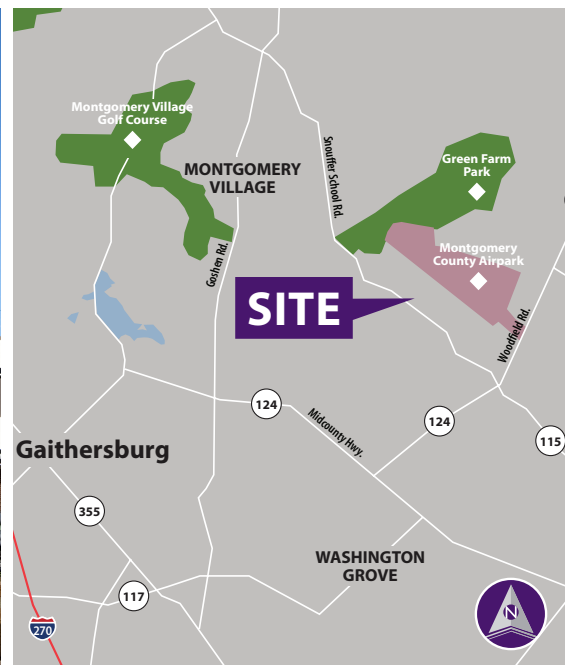 Montgomery Village
Golf Course
MONTGOMERY
VILLAGE
Snouffer School Rd.
Green Farm
Park
Goshen Rd.
Montgomery
County Airpark
SITE
Woodfield Rd.
124
Midcounty Hwy.
124
115
Gaithersburg
355
WASHINGTON
GROVE
117
270
N